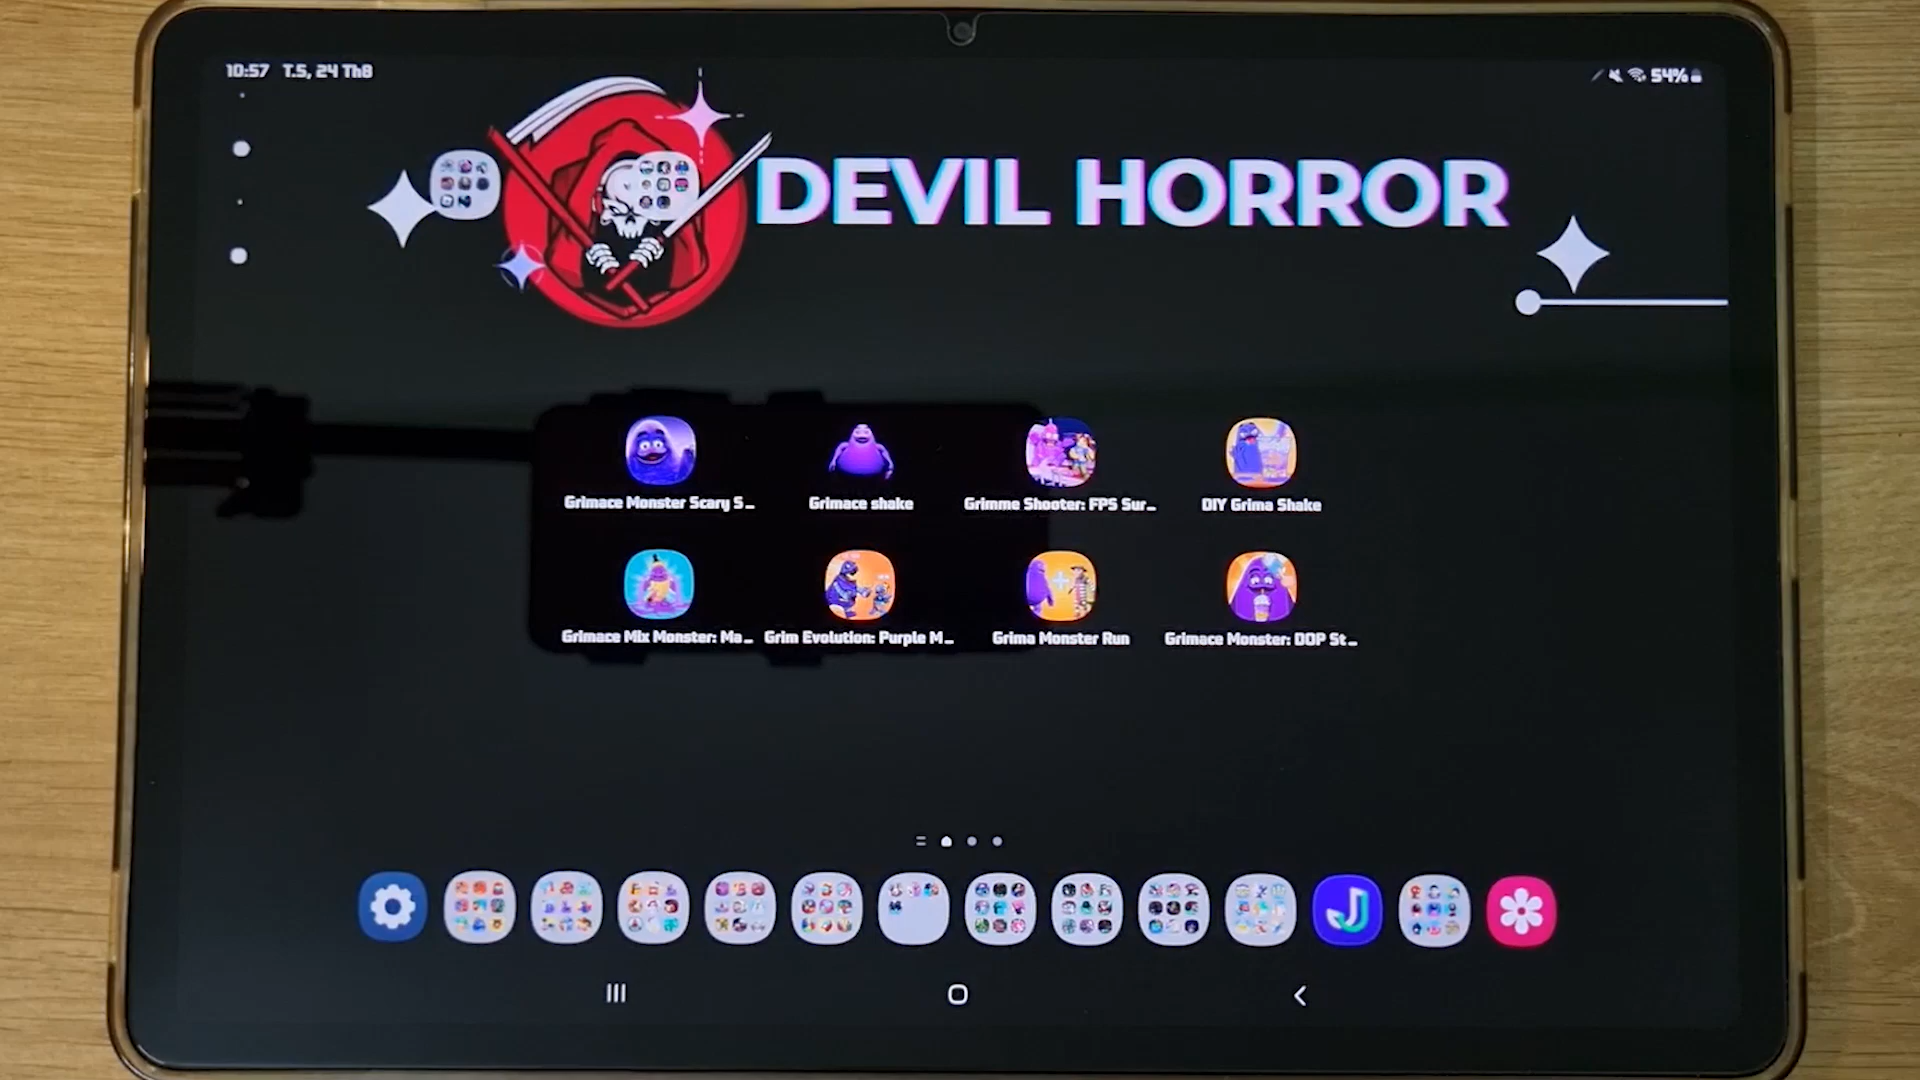 10:57 T.5, 24 Th8
54%
DEVIL HORROR
Grimace Monster Scary S...
Grimace shake
Grimme Shooter: FPS Sur...
DIY Grima Shake
Grimace Mix Monster: Ma...
Grim Evolution: Purple M...
Grima Monster Run
Grimace Monster: DOP St...